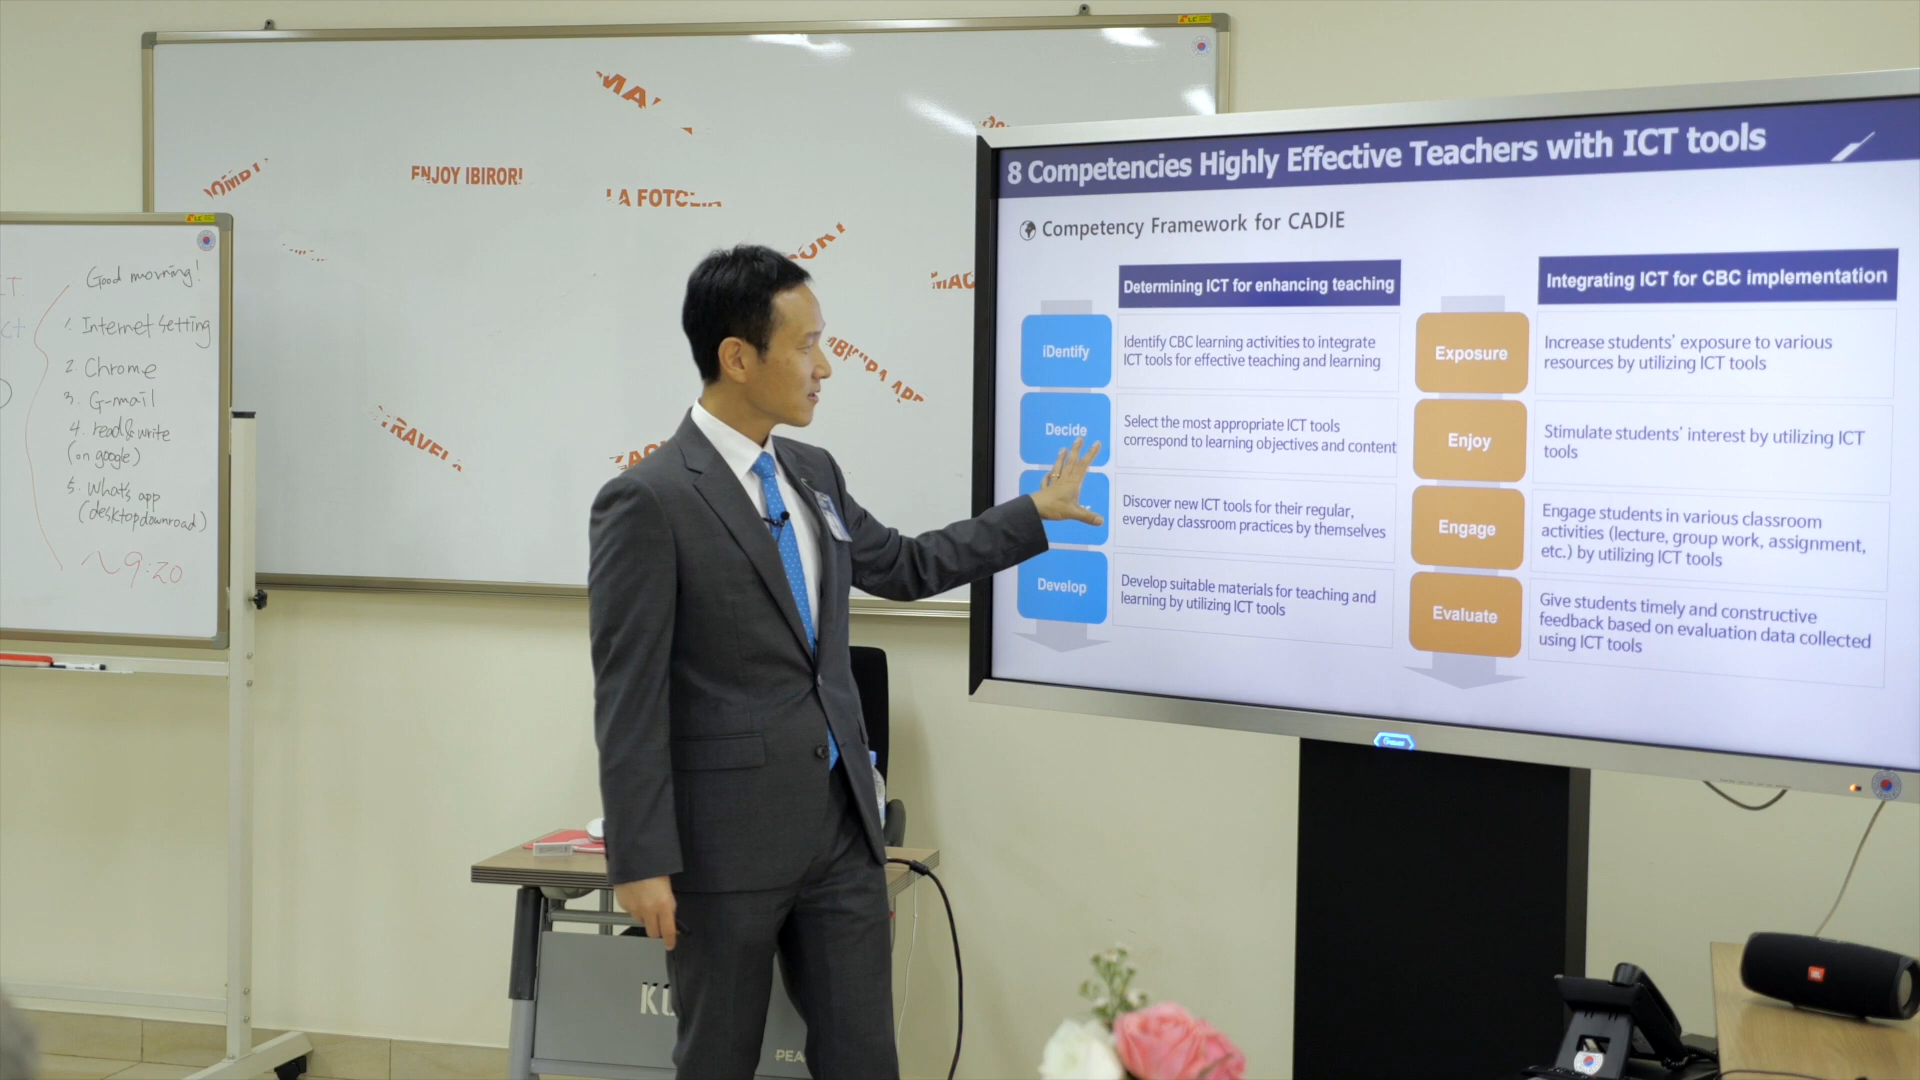 Good morning!
1. Internet Setting
2. Chrome
3. G-mail
4. read&write
(on google)
5. What's app
(desktop downroad)
~9:20
ENJOY IBIRORI
LA FOTOLIA
TRAVEL
8 Competencies Highly Effective Teachers with ICT tools
Competency Framework for CADIE
Determining ICT for enhancing teaching
iDentify
Identify CBC learning activities to integrate
ICT tools for effective teaching and learning
Decide
Select the most appropriate ICT tools
correspond to learning objectives and content
Discover new ICT tools for their regular,
everyday classroom practices by themselves
Develop
Develop suitable materials for teaching and
learning by utilizing ICT tools
Integrating ICT for CBC implementation
Exposure
Increase students' exposure to various
resources by utilizing ICT tools
Enjoy
Stimulate students' interest by utilizing ICT
tools
Engage
Engage students in various classroom
activities (lecture, group work, assignment,
etc.) by utilizing ICT tools
Evaluate
Give students timely and constructive
feedback based on evaluation data collected
using ICT tools
JBL